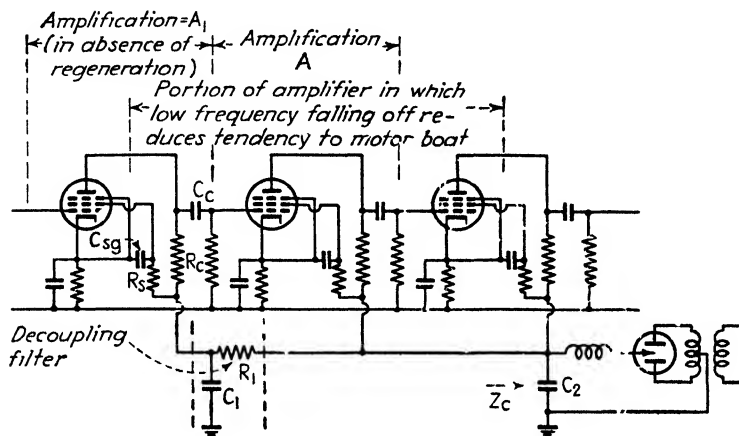 Amplification=A₁
(in absence of
regeneration)
Amplification
A
Portion of amplifier in which
low frequency falling off re-
duces tendency to motor boat
Cc
Csg
Rs
Rc
Decoupling
filter
R₁
C₁
Zc
C₂